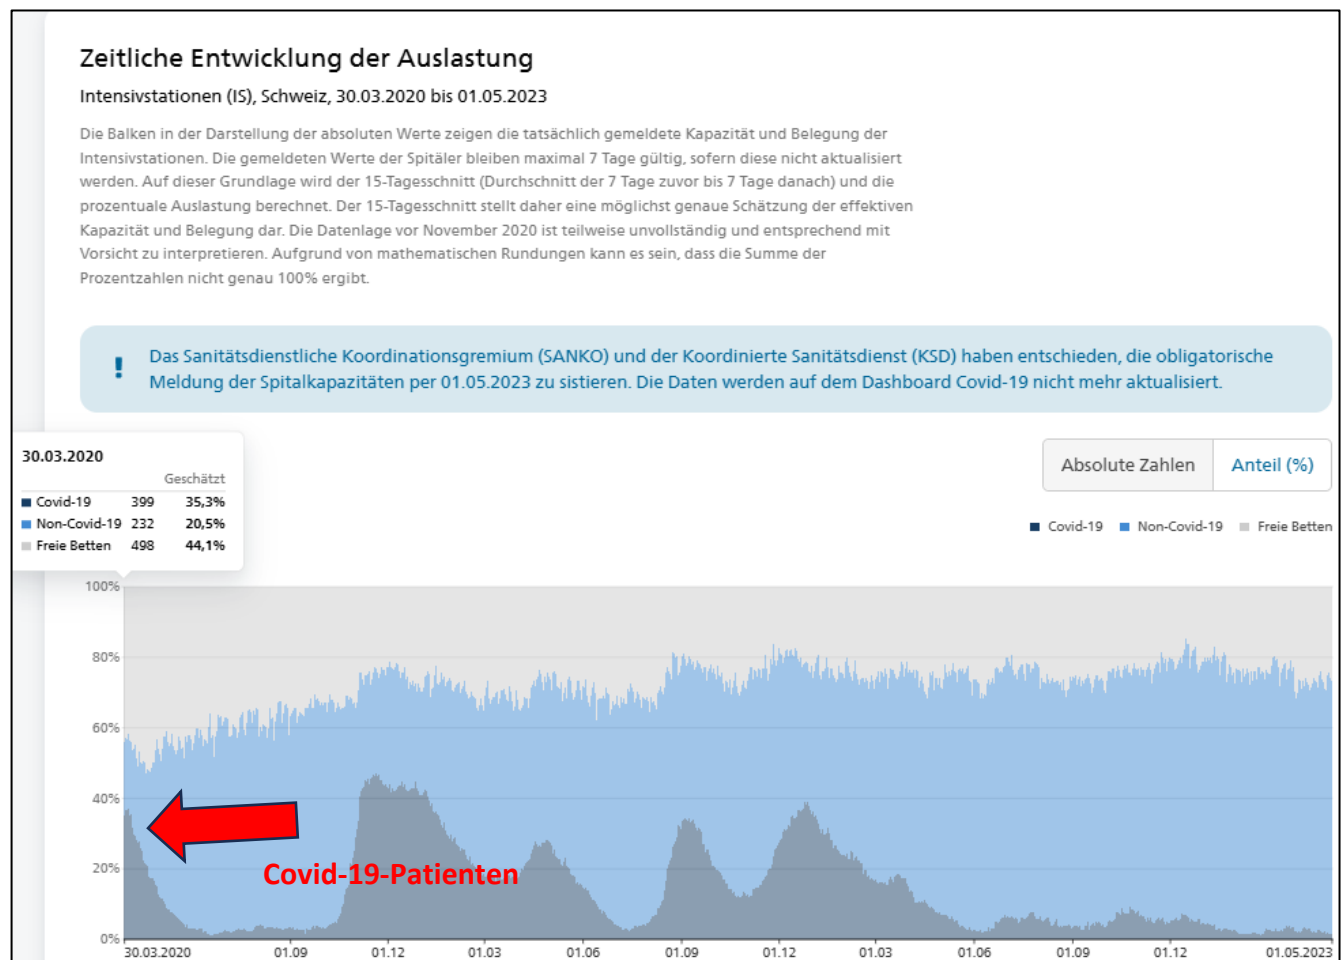 Zeitliche Entwicklung der Auslastung
Intensivstationen (IS), Schweiz, 30.03.2020 bis 01.05.2023
Die Balken in der Darstellung der absoluten Werte zeigen die tatsächlich gemeldete Kapazität und Belegung der
Intensivstationen. Die gemeldeten Werte der Spitäler bleiben maximal 7 Tage gültig, sofern diese nicht aktualisiert
werden. Auf dieser Grundlage wird der 15-Tagesschnitt (Durchschnitt der 7 Tage zuvor bis 7 Tage danach) und die
prozentuale Auslastung berechnet. Der 15-Tagesschnitt stellt daher eine möglichst genaue Schätzung der effektiven
Kapazität und Belegung dar. Die Datenlage vor November 2020 ist teilweise unvollständig und entsprechend mit
Vorsicht zu interpretieren. Aufgrund von mathematischen Rundungen kann es sein, dass die Summe der
Prozentzahlen nicht genau 100% ergibt.
! Das Sanitätsdienstliche Koordinationsgremium (SANKO) und der Koordinierte Sanitätsdienst (KSD) haben entschieden, die obligatorische
Meldung der Spitalkapazitäten per 01.05.2023 zu sistieren. Die Daten werden auf dem Dashboard Covid-19 nicht mehr aktualisiert.
30.03.2020
Geschätzt
Covid-19 399 35,3%
Non-Covid-19 232 20,5%
Freie Betten 498 44,1%
Absolute Zahlen Anteil (%)
Covid-19 Non-Covid-19 Freie Betten
100%
80%
60%
40%
20%
0%
Covid-19-Patienten
30.03.2020 01.09 01.12 01.03 01.06 01.09 01.12 01.03 01.06 01.09 01.12 01.05.2023